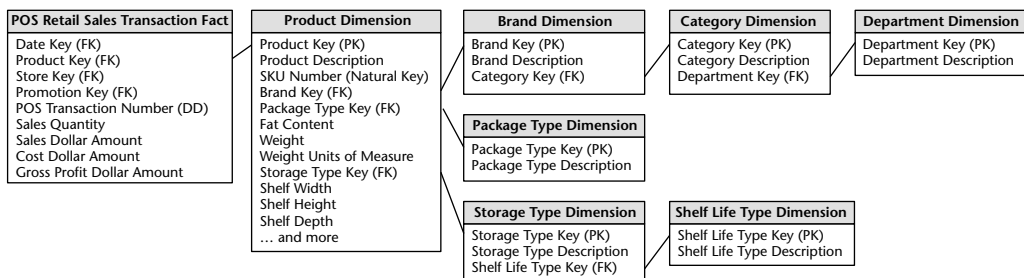 POS Retail Sales Transaction Fact
Date Key (FK)
Product Key (FK)
Store Key (FK)
Promotion Key (FK)
POS Transaction Number (DD)
Sales Quantity
Sales Dollar Amount
Cost Dollar Amount
Gross Profit Dollar Amount
Product Dimension
Product Key (PK)
Product Description
SKU Number (Natural Key)
Brand Key (FK)
Package Type Key (FK)
Fat Content
Weight
Weight Units of Measure
Storage Type Key (FK)
Shelf Width
Shelf Height
Shelf Depth
… and more
Brand Dimension
Brand Key (PK)
Brand Description
Category Key (FK)
Category Dimension
Category Key (PK)
Category Description
Department Key (FK)
Department Dimension
Department Key (PK)
Department Description
Package Type Dimension
Package Type Key (PK)
Package Type Description
Storage Type Dimension
Storage Type Key (PK)
Storage Type Description
Shelf Life Type Key (FK)
Shelf Life Type Dimension
Shelf Life Type Key (PK)
Shelf Life Type Description